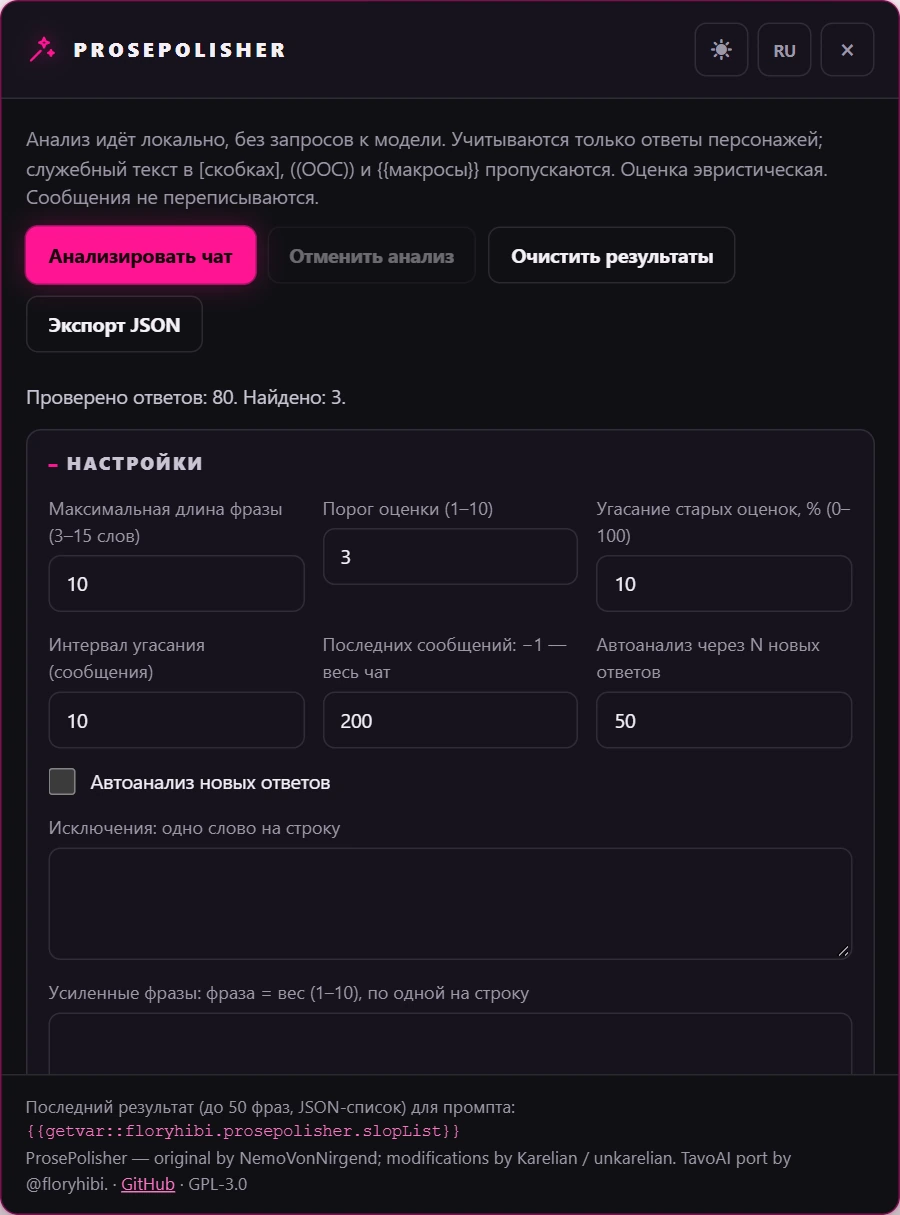 PROSEPOLISHER
RU
×
Анализ идёт локально, без запросов к модели. Учитываются только ответы персонажей;
служебный текст в [скобках], ((OOC)) и {{макросы}} пропускаются. Оценка эвристическая.
Сообщения не переписываются.
Анализировать чат
Отменить анализ
Очистить результаты
Экспорт JSON
Проверено ответов: 80. Найдено: 3.
– НАСТРОЙКИ
Максимальная длина фразы
(3–15 слов)
10
Порог оценки (1–10)
3
Угасание старых оценок, % (0–
100)
10
Интервал угасания
(сообщения)
10
Последних сообщений: −1 —
весь чат
200
Автоанализ через N новых
ответов
50
Автоанализ новых ответов
Исключения: одно слово на строку
Усиленные фразы: фраза = вес (1–10), по одной на строку
Последний результат (до 50 фраз, JSON-список) для промпта:
{{getvar::floryhibi.prosepolisher.slopList}}
ProsePolisher — original by NemoVonNirgend; modifications by Karelian / unkarelian. TavoAI port by
@floryhibi. · GitHub · GPL-3.0